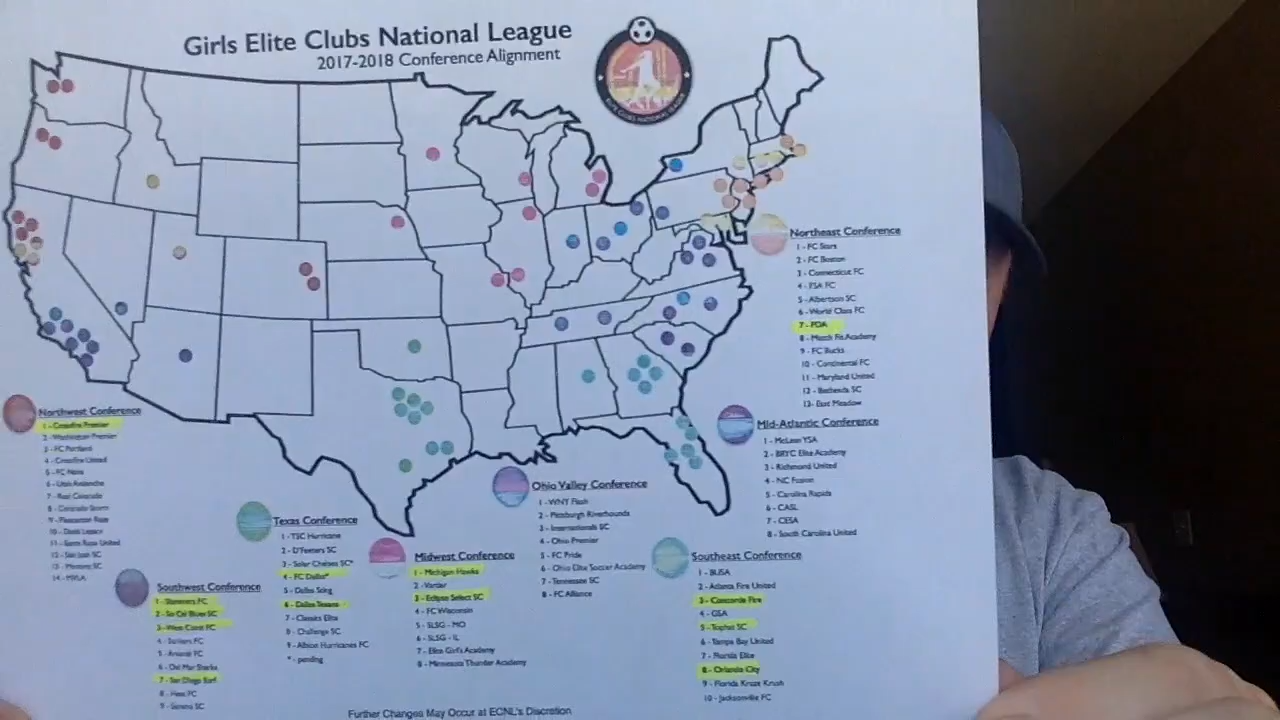 Girls Elite Clubs National League
2017-2018 Conference Alignment
ELITE CLUBS NATIONAL LEAGUE
Northeast Conference
1 - FC Stars
2 - FC Boston
3 - Connecticut FC
4 - FSA FC
5 - Albertson SC
6 - World Class FC
7 - PDA
8 - Match Fit Academy
9 - FC Bucks
10 - Continental FC
11 - Maryland United
12 - Bethesda SC
13 - East Meadow
Northwest Conference
1 - Crossfire Premier
2 - Washington Premier
3 - FC Portland
4 - Crossfire United
5 - FC Nova
6 - Utah Avalanche
7 - Real Colorado
8 - Colorado Storm
9 - Pleasanton Rage
10 - Davis Legacy
11 - Santa Rosa United
12 - San Juan SC
13 - Mustang SC
14 - MVLA
Mid-Atlantic Conference
1 - McLean YSA
2 - BRYC Elite Academy
3 - Richmond United
4 - NC Fusion
5 - Carolina Rapids
6 - CASL
7 - CESA
8 - South Carolina United
Ohio Valley Conference
1 - WNY Flash
2 - Pittsburgh Riverhounds
3 - Internationals SC
4 - Ohio Premier
5 - FC Pride
6 - Ohio Elite Soccer Academy
7 - Tennessee SC
8 - FC Alliance
Texas Conference
1 - TSC Hurricane
2 - D'Feeters SC
3 - Solar Chelsea SC*
4 - FC Dallas*
5 - Dallas Sting
6 - Dallas Texans
7 - Classics Elite
8 - Challenge SC
9 - Albion Hurricanes FC
* - pending
Midwest Conference
1 - Michigan Hawks
2 - Vardar
3 - Eclipse Select SC
4 - FC Wisconsin
5 - SLSG - MO
6 - SLSG - IL
7 - Elite Girl's Academy
8 - Minnesota Thunder Academy
Southeast Conference
1 - BUSA
2 - Atlanta Fire United
3 - Concorde Fire
4 - GSA
5 - Tophat SC
6 - Tampa Bay United
7 - Florida Elite
8 - Orlando City
9 - Florida Kraze Krush
10 - Jacksonville FC
Southwest Conference
1 - Slammers FC
2 - So Cal Blues SC
3 - West Coast FC
4 - Strikers FC
5 - Arsenal FC
6 - Del Mar Sharks
7 - San Diego Surf
8 - Heat FC
9 - Sereno SC
Further Changes May Occur at ECNL's Discretion